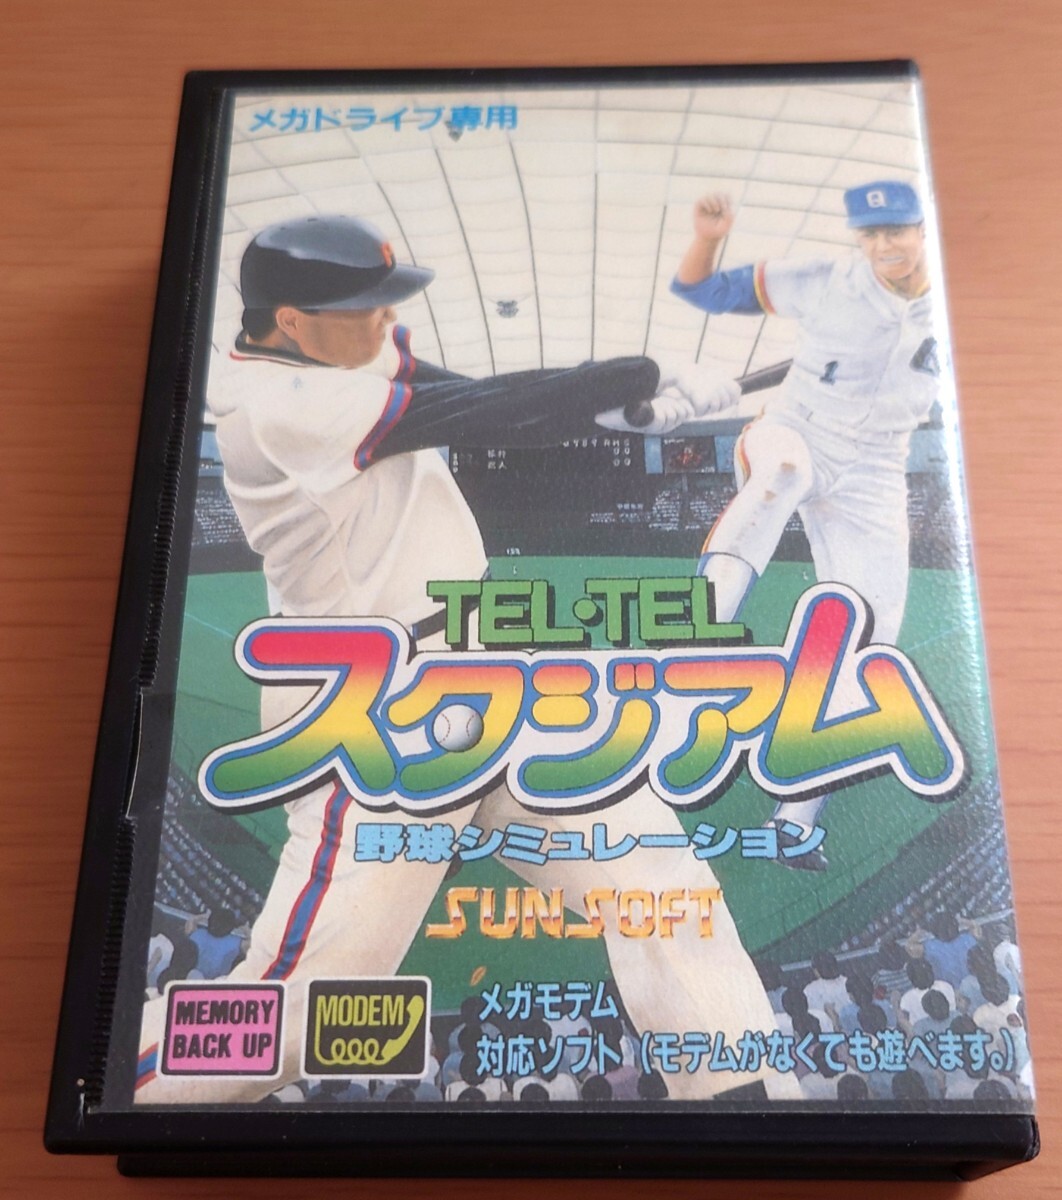 メガドライブ専用
1
TEL・TEL
スタジアム
野球シミュレーション
SUNSOFT
MEMORY
BACK UP
MODEM
メガモデム
対応ソフト (モデムがなくても遊べます。)